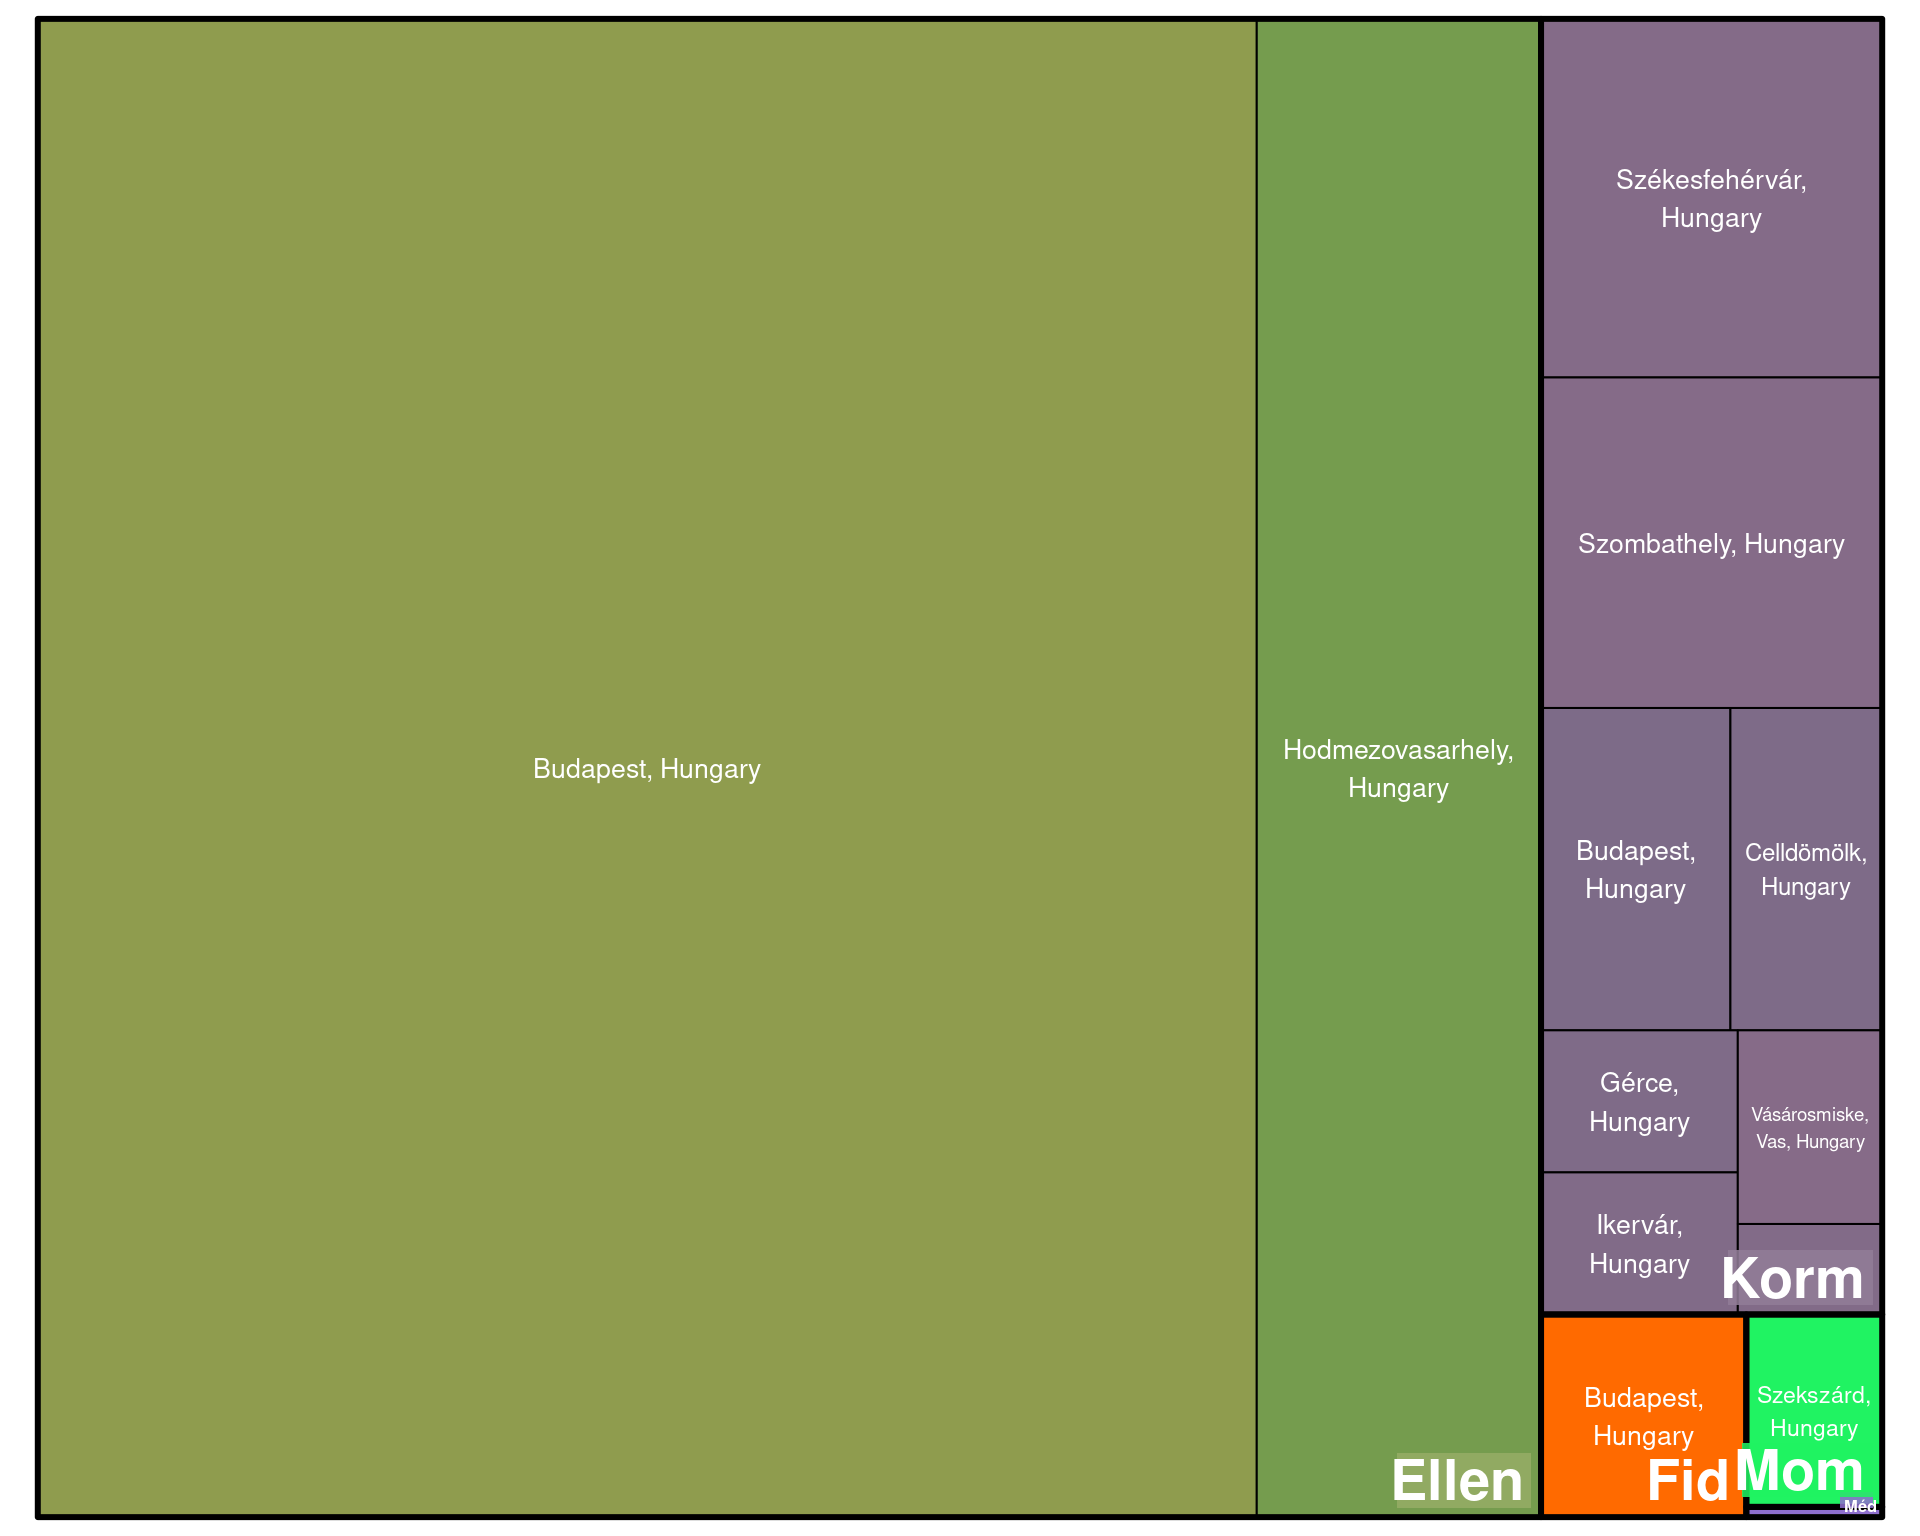 Budapest, Hungary
Hodmezovasarhely,
Hungary
Ellen
Székesfehérvár,
Hungary
Szombathely, Hungary
Budapest,
Hungary
Celldömölk,
Hungary
Gérce,
Hungary
Vásárosmiske,
Vas, Hungary
Ikervár,
Hungary
Korm
Budapest,
Hungary
Fid
Szekszárd,
Hungary
Mom
Méd